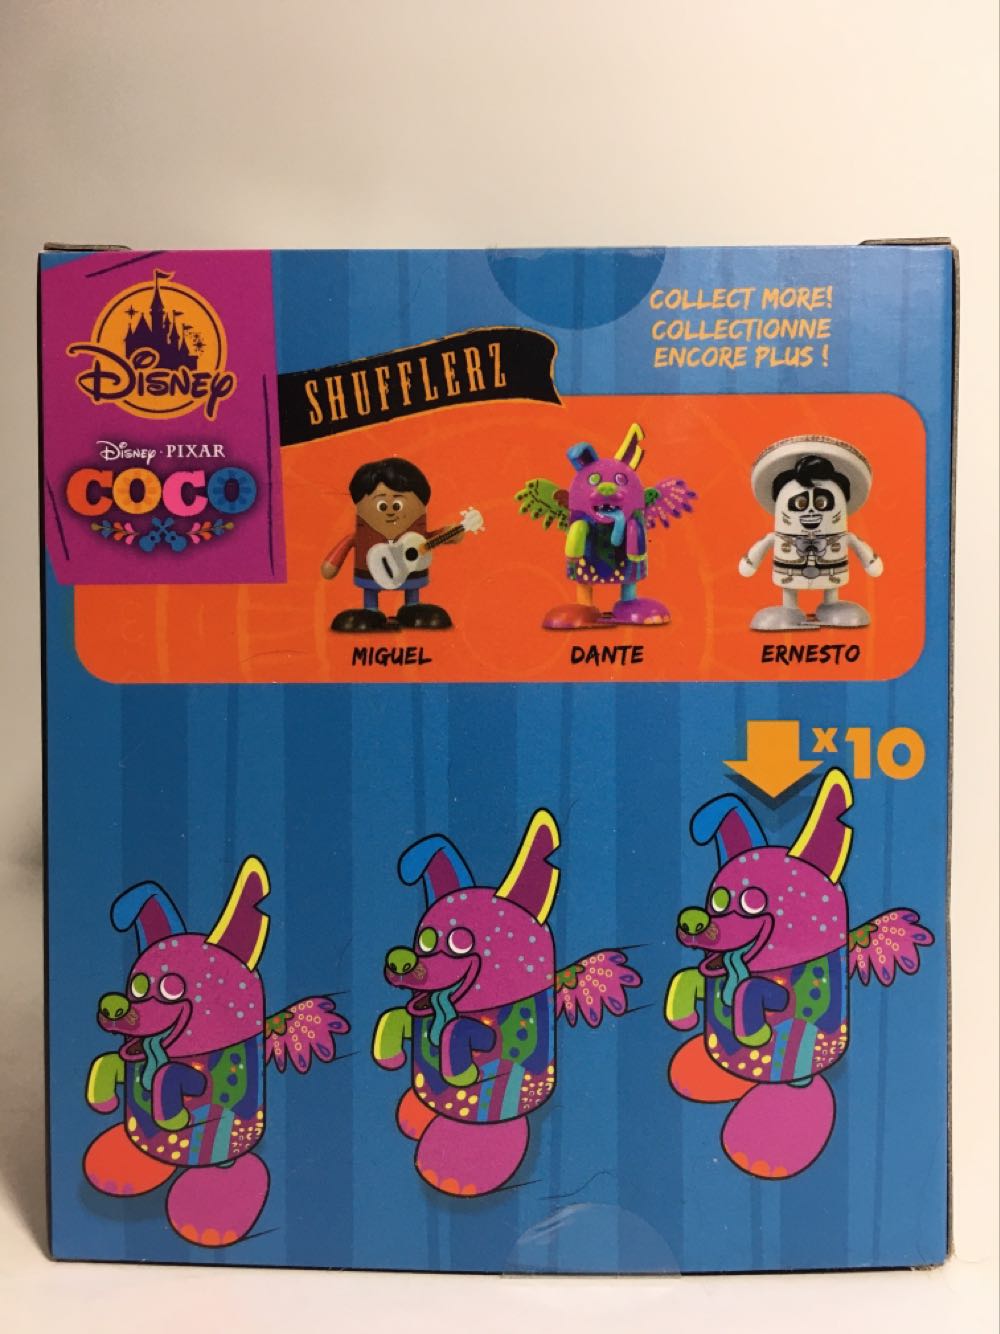 Disney
Disney · PIXAR
COCO
SHUFFLERZ
COLLECT MORE!
COLLECTIONNE
ENCORE PLUS !
MIGUEL
DANTE
ERNESTO
x10